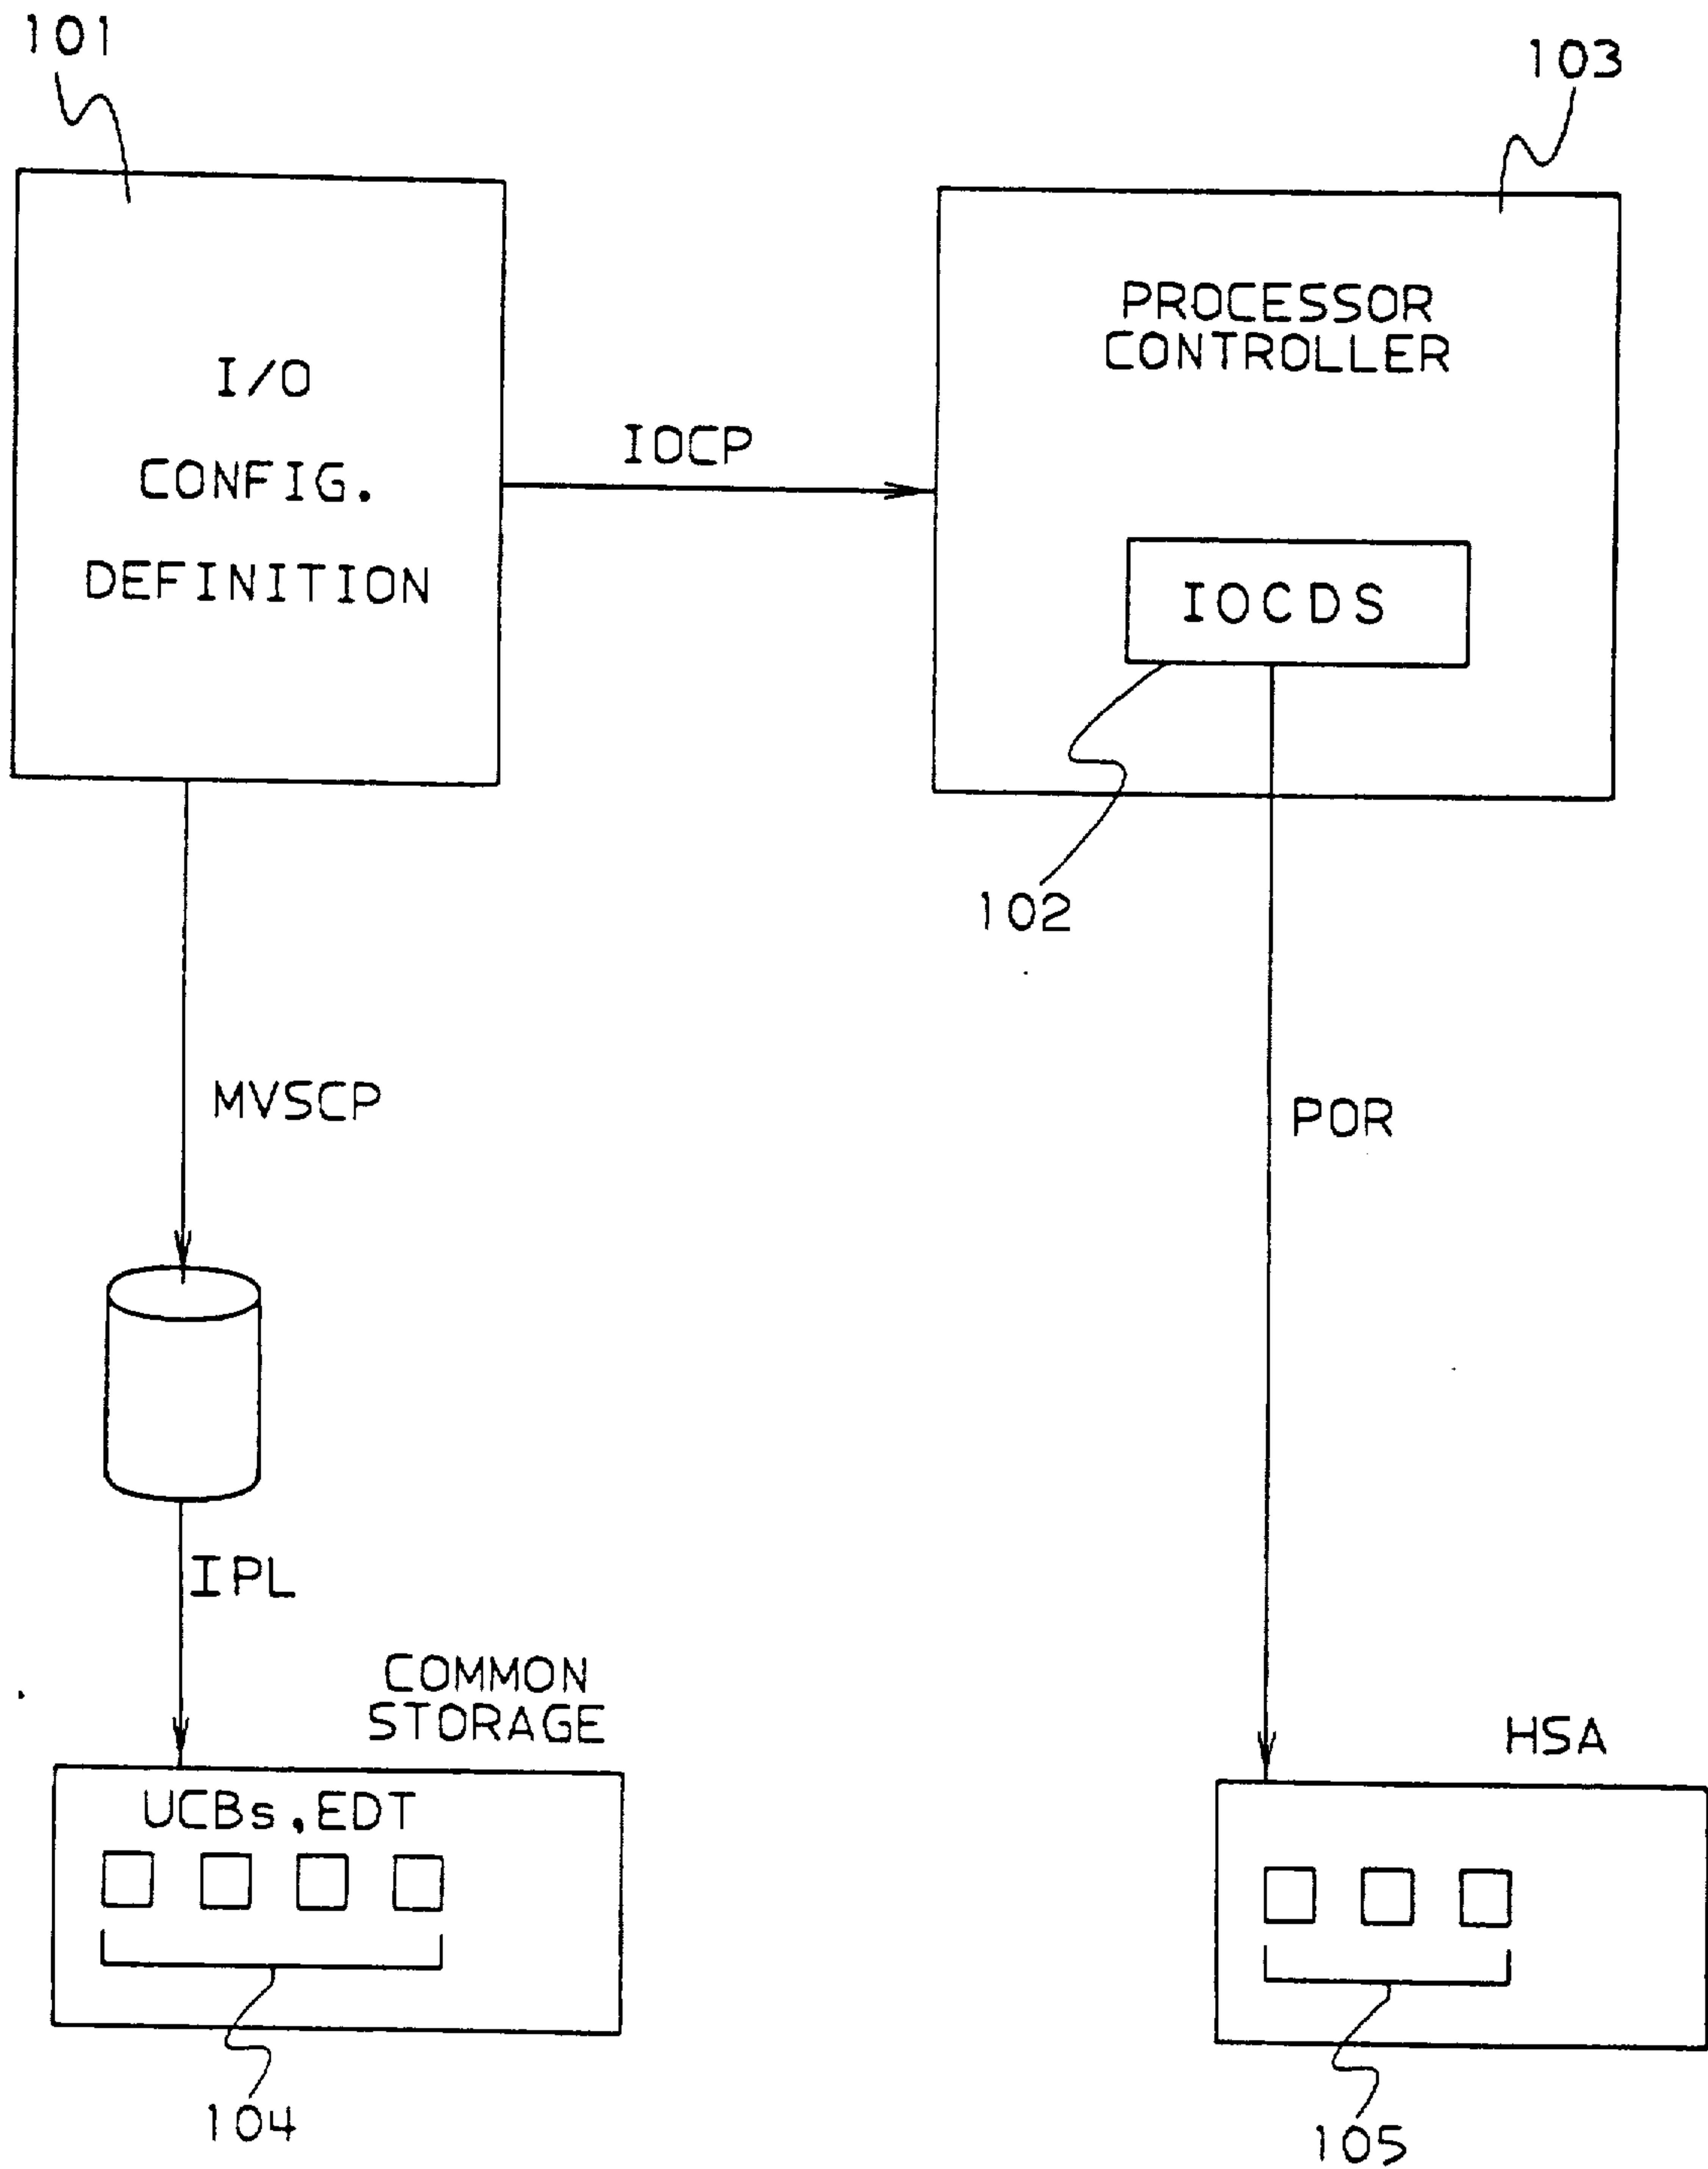 101
103
I/O
CONFIG.
DEFINITION
IOCP
PROCESSOR
CONTROLLER
IOCDS
102
MVSCP
POR
IPL
COMMON
STORAGE
UCBs,EDT
HSA
104
105